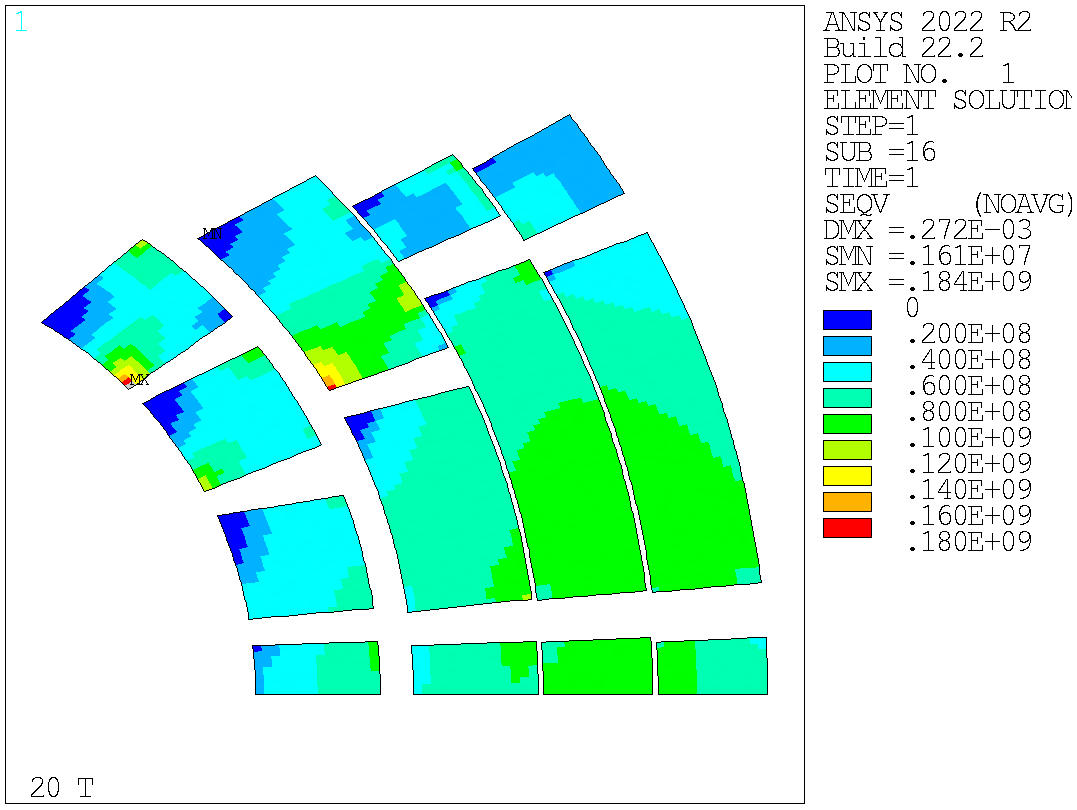 1
ANSYS 2022 R2
Build 22.2
PLOT NO.   1
ELEMENT SOLUTION
STEP=1
SUB =16
TIME=1
SEQV     (NOAVG)
DMX =.272E-03
SMN =.161E+07
SMX =.184E+09
0
.200E+08
.400E+08
.600E+08
.800E+08
.100E+09
.120E+09
.140E+09
.160E+09
.180E+09
MN
MX
20 T